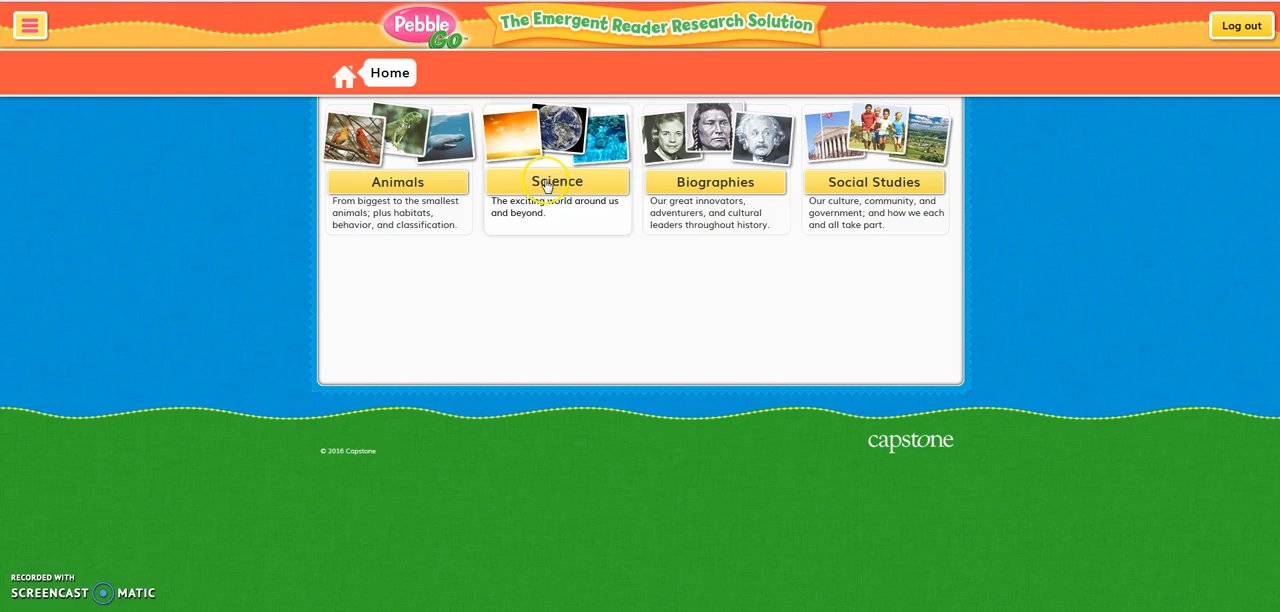 Pebble
Go™
The Emergent Reader Research Solution
Log out
Home
Animals
From biggest to the smallest
animals; plus habitats,
behavior, and classification.
Science
The exciting world around us
and beyond.
Biographies
Our great innovators,
adventurers, and cultural
leaders throughout history.
Social Studies
Our culture, community, and
government; and how we each
and all take part.
© 2016 Capstone
capstone
RECORDED WITH
SCREENCAST MATIC